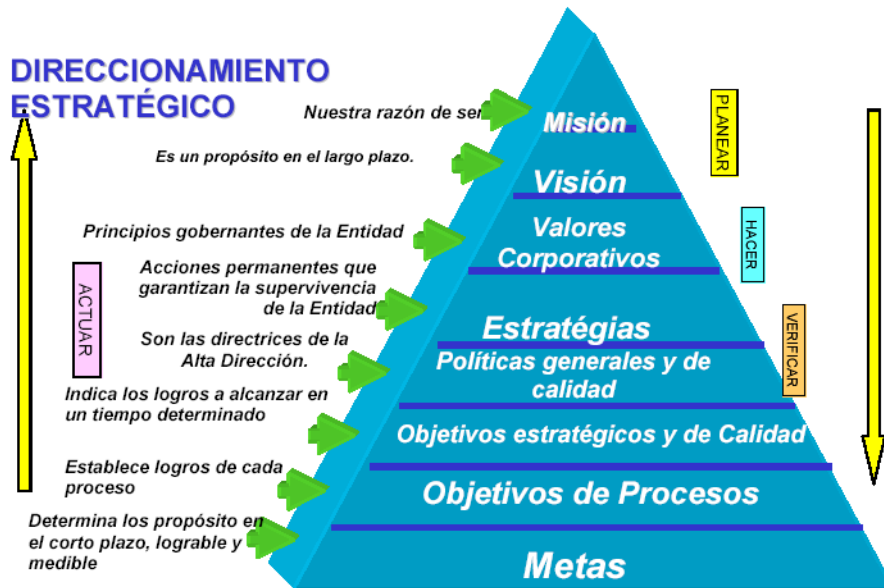 DIRECCIONAMIENTO
ESTRATÉGICO
Nuestra razón de ser
Misión
Es un propósito en el largo plazo.
Visión
Principios gobernantes de la Entidad
Valores
Corporativos
Acciones permanentes que
garantizan la supervivencia
de la Entidad
Estratégias
Son las directrices de la
Alta Dirección.
Políticas generales y de
calidad
Indica los logros a alcanzar en
un tiempo determinado
Objetivos estratégicos y de Calidad
Establece logros de cada
proceso
Objetivos de Procesos
Determina los propósito en
el corto plazo, lograble y
medible
Metas
ACTUAR
PLANEAR
HACER
VERIFICAR